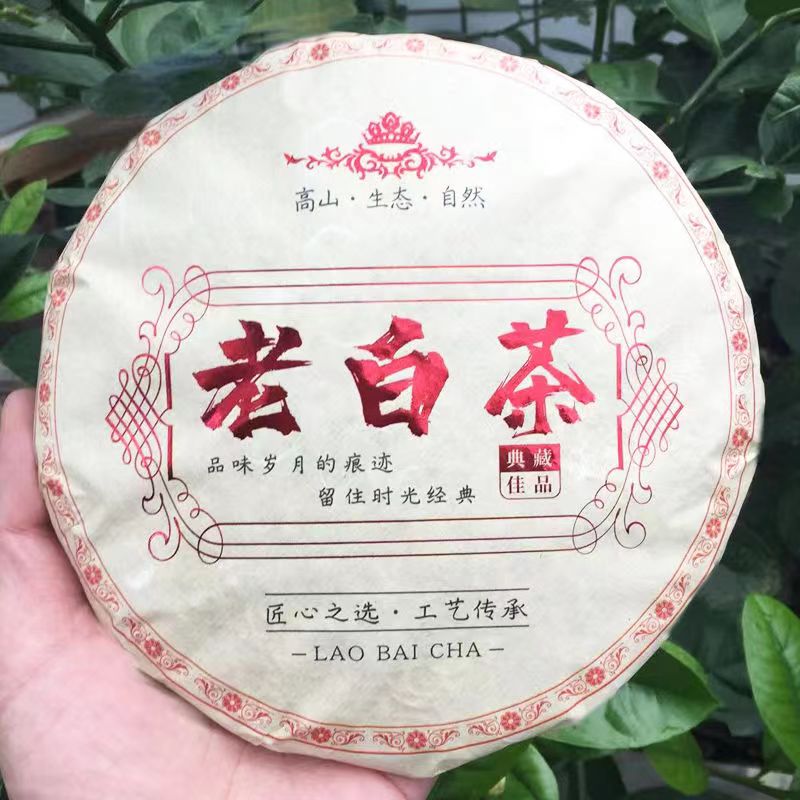 高山·生态·自然
老白茶
品味岁月的痕迹
留住时光经典
典藏
佳品
匠心之选·工艺传承
–LAO BAI CHA–